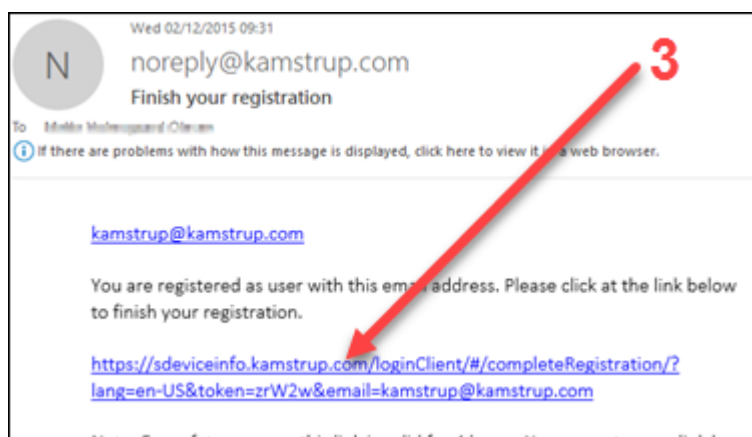 Wed 02/12/2015 09:31
N
noreply@kamstrup.com
3
Finish your registration
To
If there are problems with how this message is displayed, click here to view it in a web browser.
kamstrup@kamstrup.com
You are registered as user with this email address. Please click at the link below
to finish your registration.
https://sdeviceinfo.kamstrup.com/loginClient/#/completeRegistration/?
lang=en-US&token=zrW2w&email=kamstrup@kamstrup.com